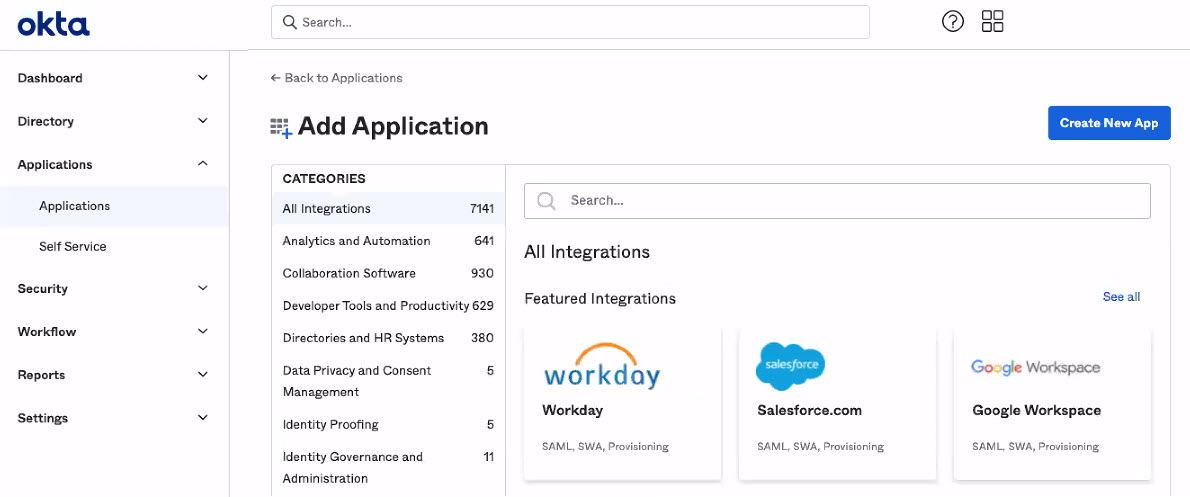 okta
Search...
Dashboard
Directory
Applications
Applications
Self Service
Security
Workflow
Reports
Settings
← Back to Applications
Add Application
Create New App
CATEGORIES
All Integrations 7141
Analytics and Automation 641
Collaboration Software 930
Developer Tools and Productivity 629
Directories and HR Systems 380
Data Privacy and Consent 5
Management
Identity Proofing 5
Identity Governance and 11
Administration
Search...
All Integrations
Featured Integrations
See all
workday
Workday
SAML, SWA, Provisioning
salesforce
Salesforce.com
SAML, SWA, Provisioning
Google Workspace
Google Workspace
SAML, SWA, Provisioning